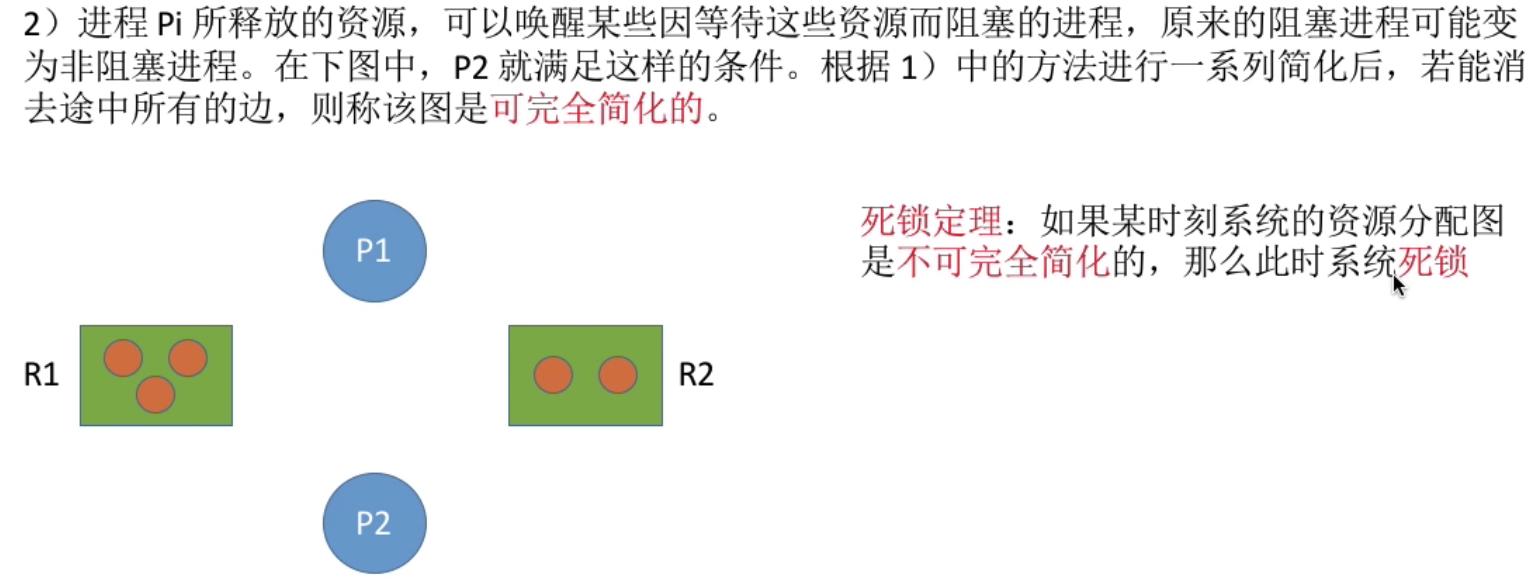 2）进程 Pi 所释放的资源，可以唤醒某些因等待这些资源而阻塞的进程，原来的阻塞进程可能变
为非阻塞进程。在下图中，P2 就满足这样的条件。根据 1）中的方法进行一系列简化后，若能消
去途中所有的边，则称该图是可完全简化的。
P1
死锁定理：如果某时刻系统的资源分配图
是不可完全简化的，那么此时系统死锁
R1
R2
P2